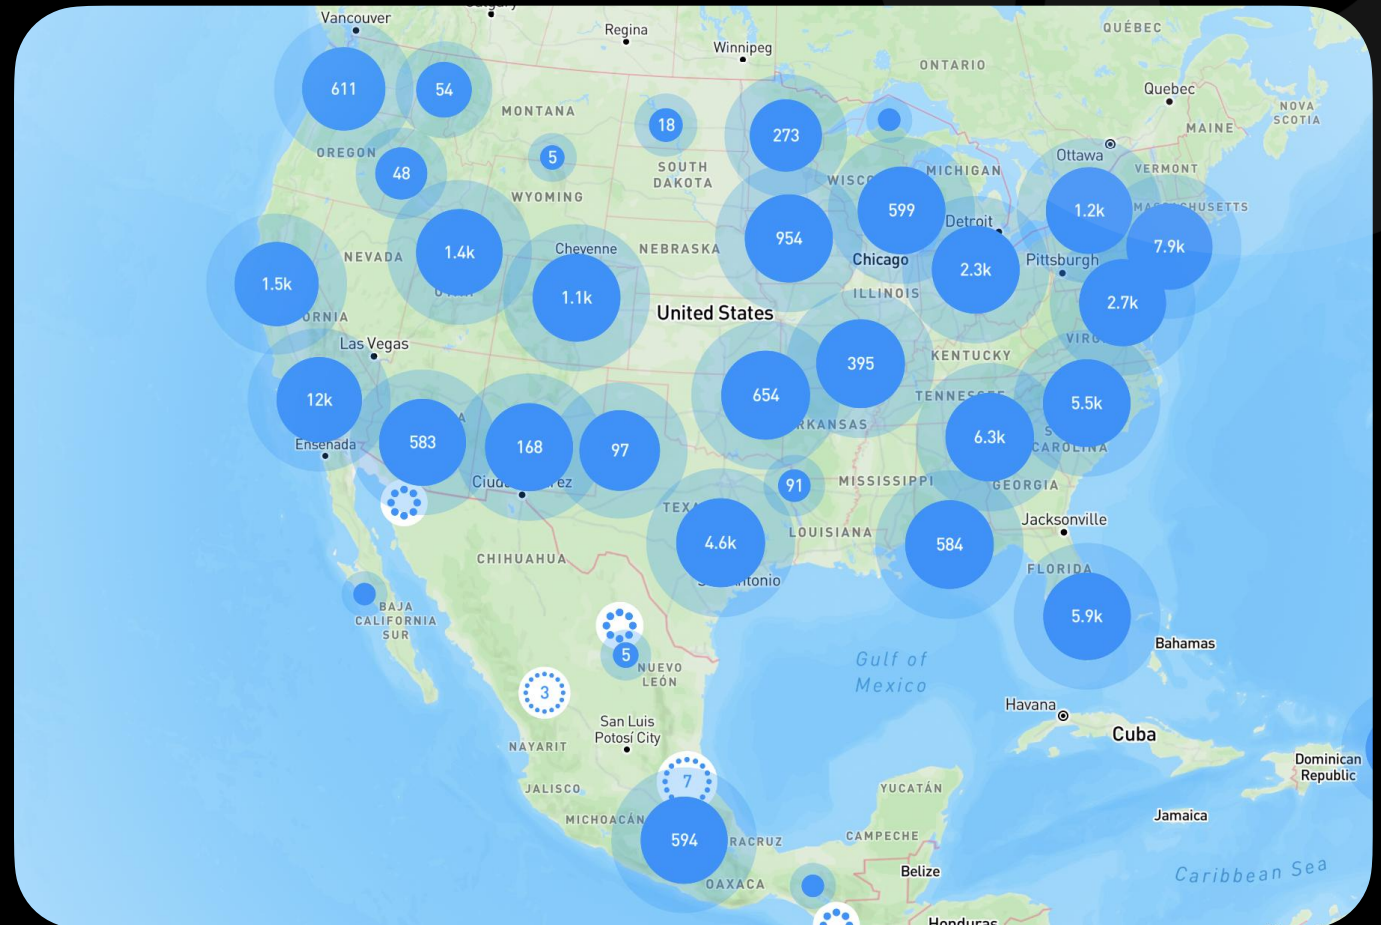 Vancouver
Regina
Winnipeg
QUÉBEC
ONTARIO
Quebec
NOVA
SCOTIA
MAINE
611
54
MONTANA
18
273
Ottawa
VERMONT
OREGON
48
5
SOUTH
DAKOTA
MICHIGAN
WYOMING
599
1.2k
Detroit
7.9k
954
NEVADA
1.4k
Cheyenne
NEBRASKA
Chicago
2.3k
Pittsburgh
1.5k
1.1k
ILLINOIS
2.7k
United States
Las Vegas
395
KENTUCKY
12k
654
TENNESSEE
5.5k
583
168
97
6.3k
CAROLINA
Ensenada
91
MISSISSIPPI
GEORGIA
4.6k
LOUISIANA
584
Jacksonville
CHIHUAHUA
FLORIDA
BAJA
CALIFORNIA
SUR
5.9k
5
NUEVO
LEÓN
Gulf of
Mexico
Bahamas
3
San Luis
Potosí City
Havana
Cuba
NAYARIT
Dominican
Republic
7
JALISCO
YUCATÁN
MICHOACÁN
594
CAMPECHE
Jamaica
OAXACA
Belize
Caribbean Sea
Honduras